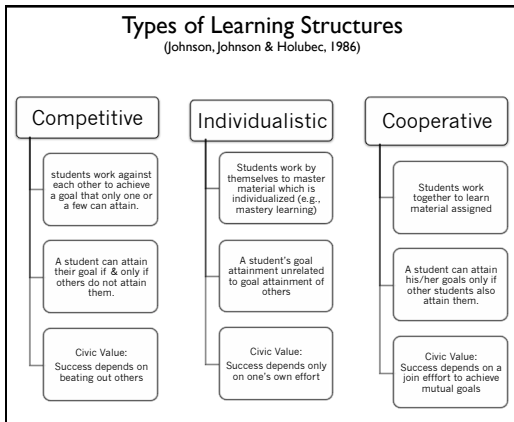 Types of Learning Structures
(Johnson, Johnson & Holubec, 1986)
Competitive
students work against
each other to achieve
a goal that only one or
a few can attain.
A student can attain
their goal if & only if
others do not attain
them.
Civic Value:
Success depends on
beating out others
Individualistic
Students work by
themselves to master
material which is
individualized (e.g.,
mastery learning)
A student's goal
attainment unrelated
to goal attainment of
others
Civic Value:
Success depends only
on one's own effort
Cooperative
Students work
together to learn
material assigned
A student can attain
his/her goals only if
other students also
attain them.
Civic Value:
Success depends on a
join efffort to achieve
mutual goals